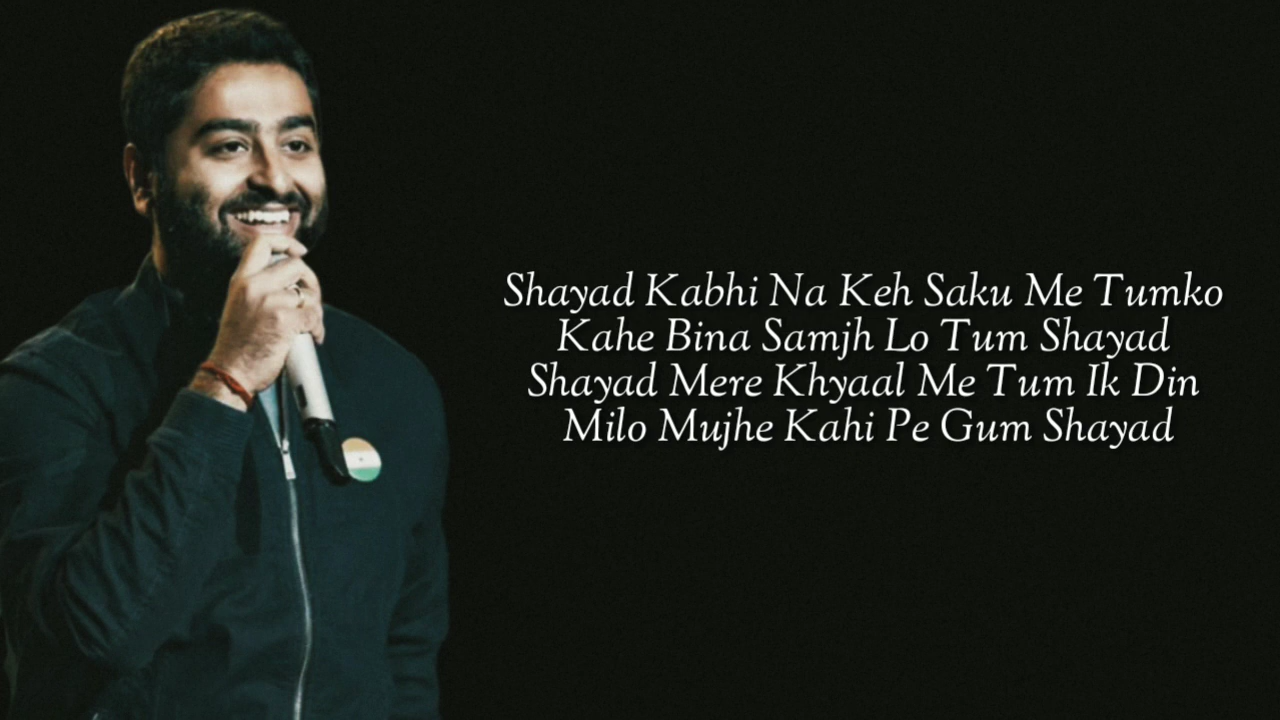 Shayad Kabhi Na Keh Saku Me Tumko
Kahe Bina Samjh Lo Tum Shayad
Shayad Mere Khyaal Me Tum Ik Din
Milo Mujhe Kahi Pe Gum Shayad